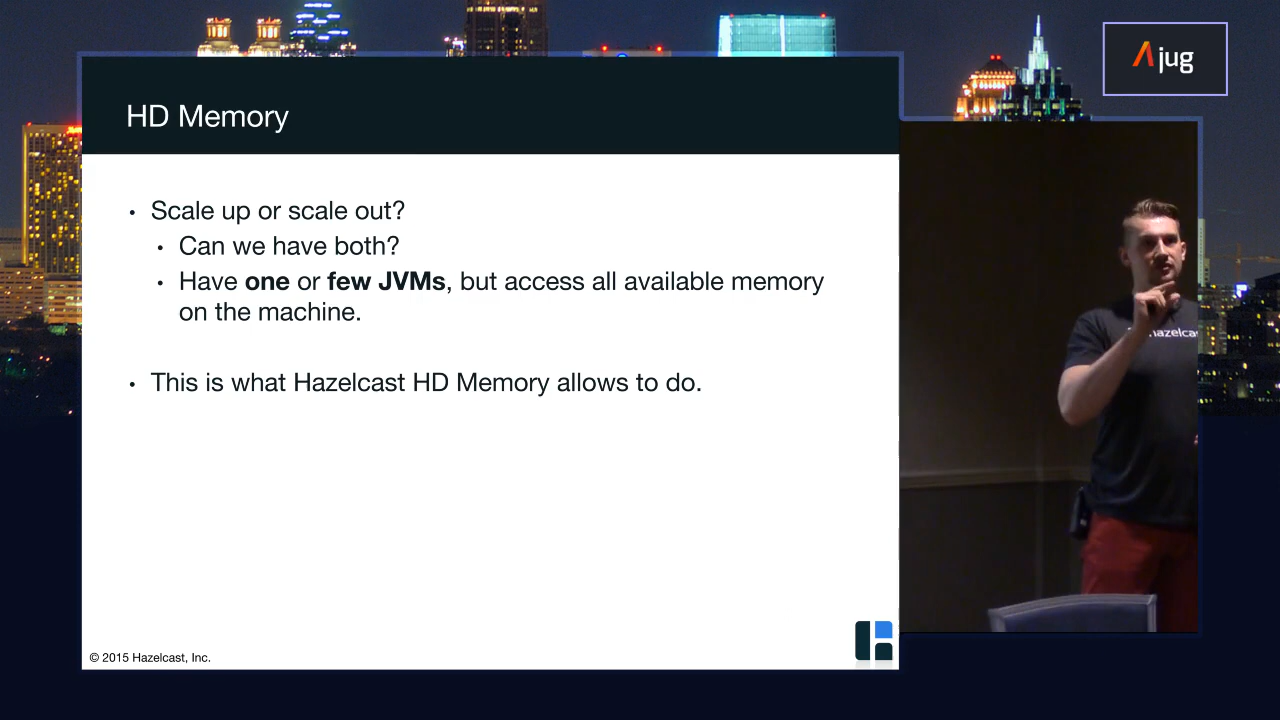 jug
HD Memory
• Scale up or scale out?
• Can we have both?
• Have one or few JVMs, but access all available memory
on the machine.
• This is what Hazelcast HD Memory allows to do.
hazelcas
© 2015 Hazelcast, Inc.